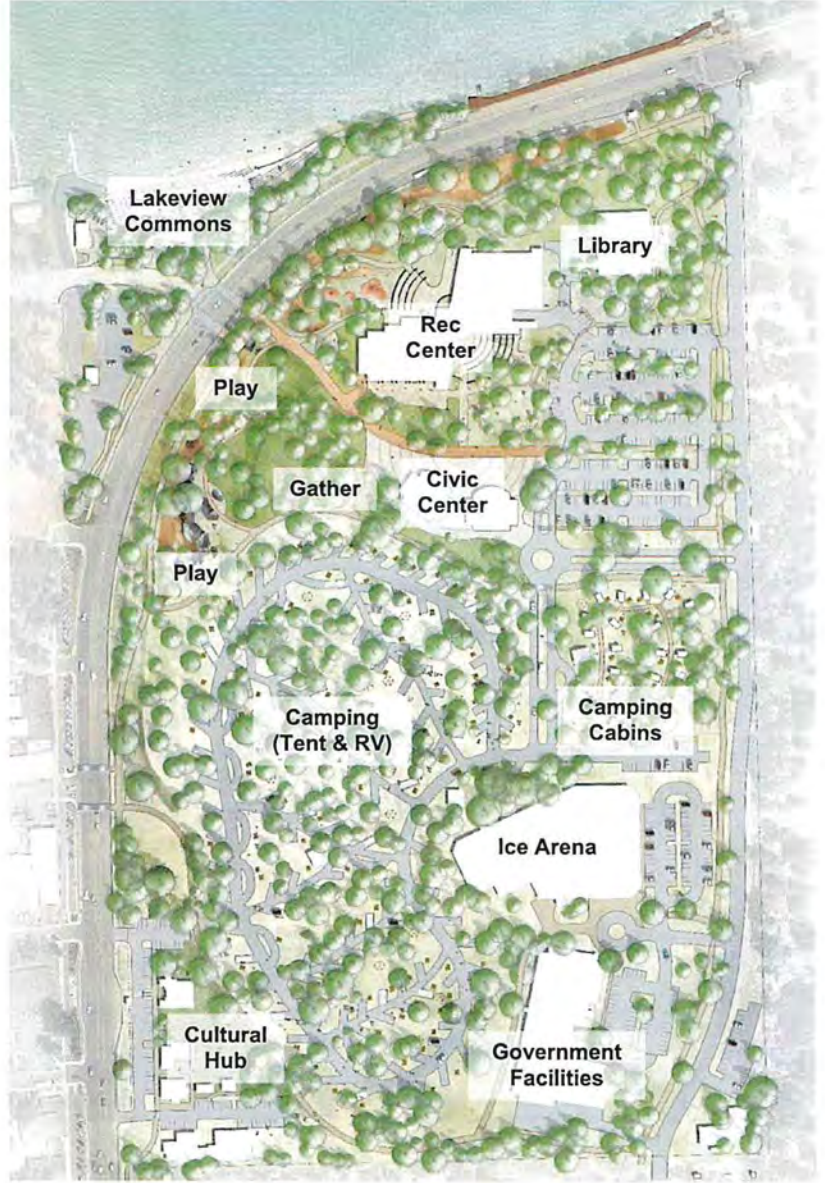 Lakeview
Commons
Library
Rec
Center
Play
Gather
Civic
Center
Play
Camping
(Tent & RV)
Camping
Cabins
Ice Arena
Cultural
Hub
Government
Facilities